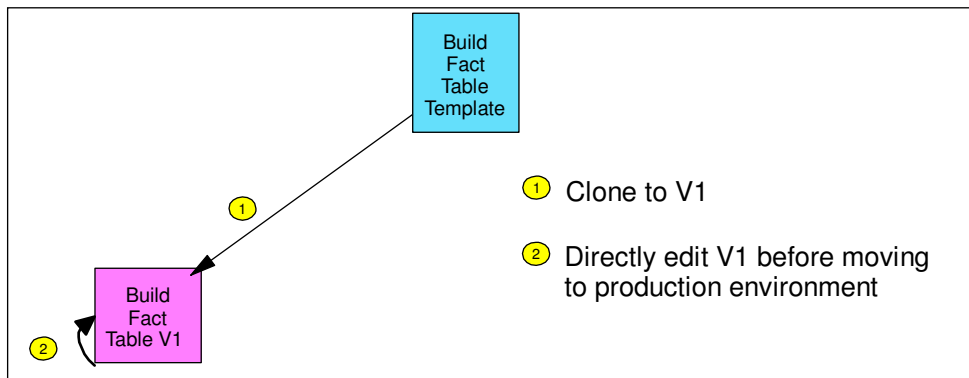 Build
Fact
Table
Template
1 Clone to V1
1
2 Directly edit V1 before moving
to production environment
Build
Fact
Table V1
2